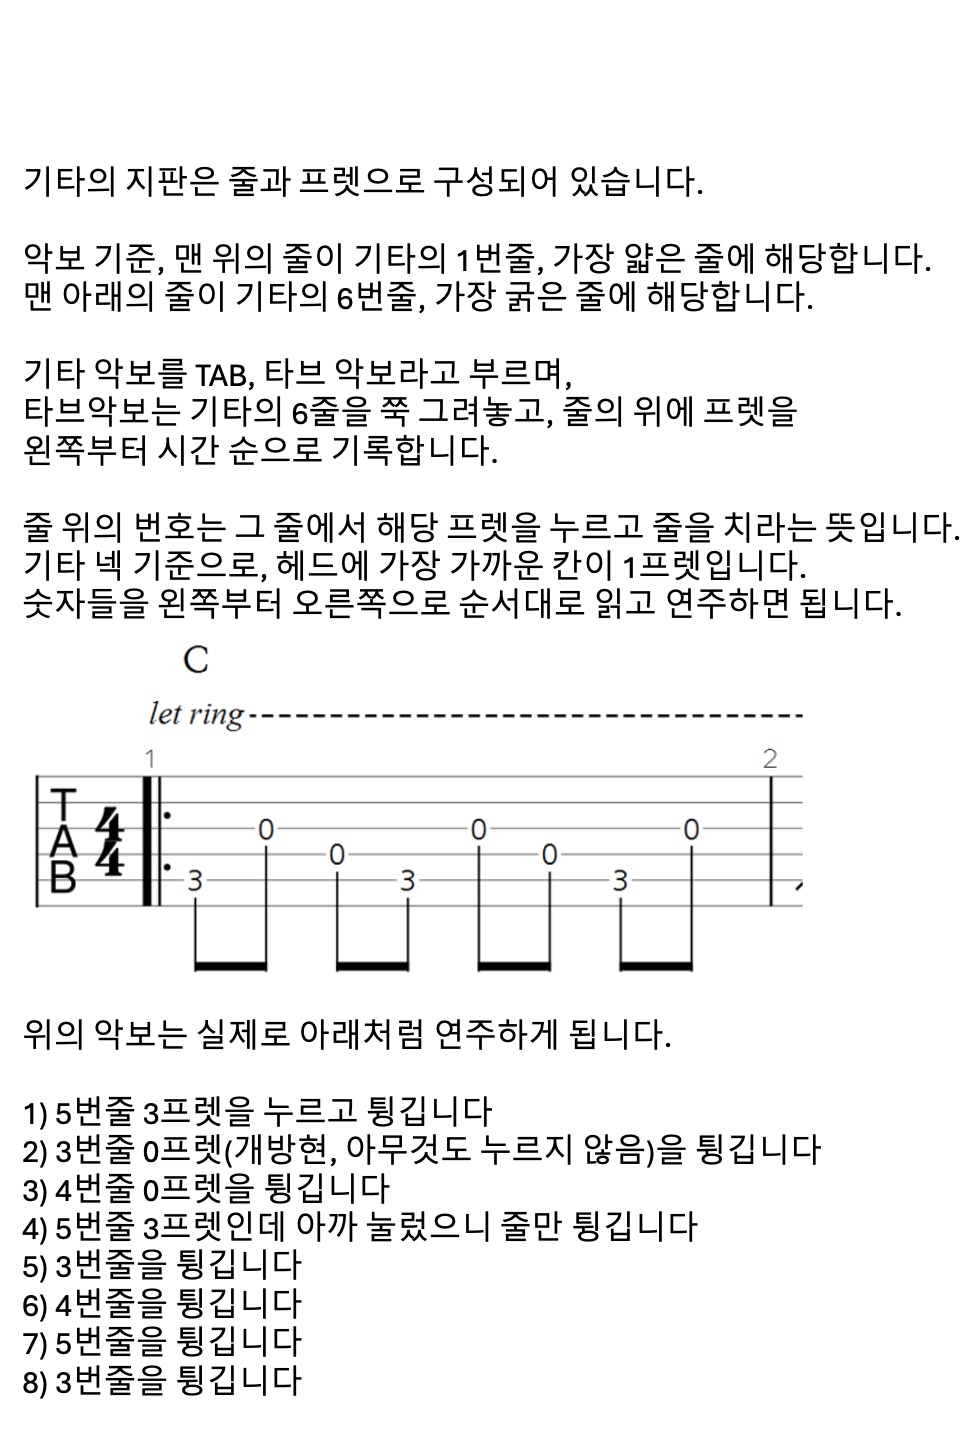 기타의 지판은 줄과 프렛으로 구성되어 있습니다.
악보 기준, 맨 위의 줄이 기타의 1번줄, 가장 얇은 줄에 해당합니다.
맨 아래의 줄이 기타의 6번줄, 가장 굵은 줄에 해당합니다.
기타 악보를 TAB, 타브 악보라고 부르며,
타브악보는 기타의 6줄을 쭉 그려놓고, 줄의 위에 프렛을
왼쪽부터 시간 순으로 기록합니다.
줄 위의 번호는 그 줄에서 해당 프렛을 누르고 줄을 치라는 뜻입니다.
기타 넥 기준으로, 헤드에 가장 가까운 칸이 1프렛입니다.
숫자들을 왼쪽부터 오른쪽으로 순서대로 읽고 연주하면 됩니다.
C
let ring
1 2
TAB 4/4
3 0 0 3 0 0 3 0
위의 악보는 실제로 아래처럼 연주하게 됩니다.
1) 5번줄 3프렛을 누르고 튕깁니다
2) 3번줄 0프렛(개방현, 아무것도 누르지 않음)을 튕깁니다
3) 4번줄 0프렛을 튕깁니다
4) 5번줄 3프렛인데 아까 눌렀으니 줄만 튕깁니다
5) 3번줄을 튕깁니다
6) 4번줄을 튕깁니다
7) 5번줄을 튕깁니다
8) 3번줄을 튕깁니다